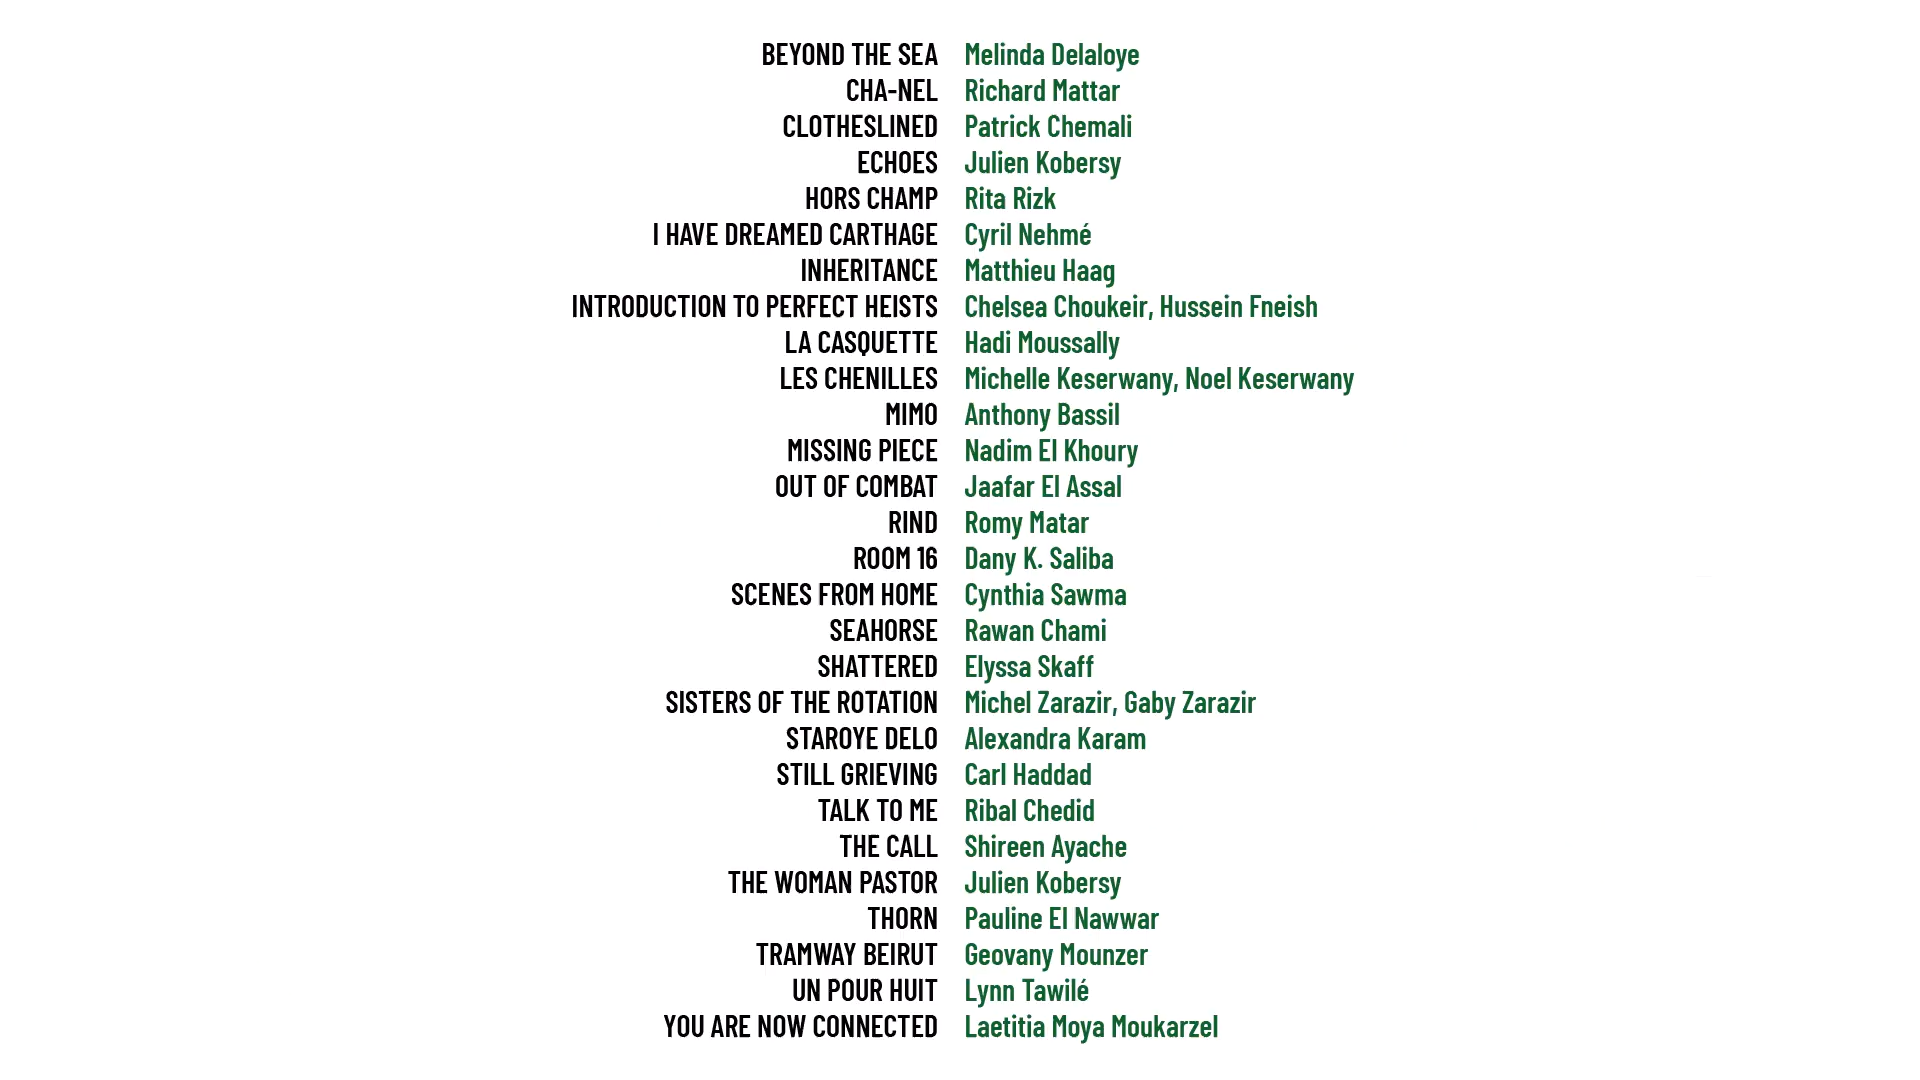 BEYOND THE SEA Melinda Delaloye
CHA-NEL Richard Mattar
CLOTHESLINED Patrick Chemali
ECHOES Julien Kobersy
HORS CHAMP Rita Rizk
I HAVE DREAMED CARTHAGE Cyril Nehmé
INHERITANCE Matthieu Haag
INTRODUCTION TO PERFECT HEISTS Chelsea Choukeir, Hussein Fneish
LA CASQUETTE Hadi Moussally
LES CHENILLES Michelle Keserwany, Noel Keserwany
MIMO Anthony Bassil
MISSING PIECE Nadim El Khoury
OUT OF COMBAT Jaafar El Assal
RIND Romy Matar
ROOM 16 Dany K. Saliba
SCENES FROM HOME Cynthia Sawma
SEAHORSE Rawan Chami
SHATTERED Elyssa Skaff
SISTERS OF THE ROTATION Michel Zarazir, Gaby Zarazir
STAROYE DELO Alexandra Karam
STILL GRIEVING Carl Haddad
TALK TO ME Ribal Chedid
THE CALL Shireen Ayache
THE WOMAN PASTOR Julien Kobersy
THORN Pauline El Nawwar
TRAMWAY BEIRUT Geovany Mounzer
UN POUR HUIT Lynn Tawilé
YOU ARE NOW CONNECTED Laetitia Moya Moukarzel